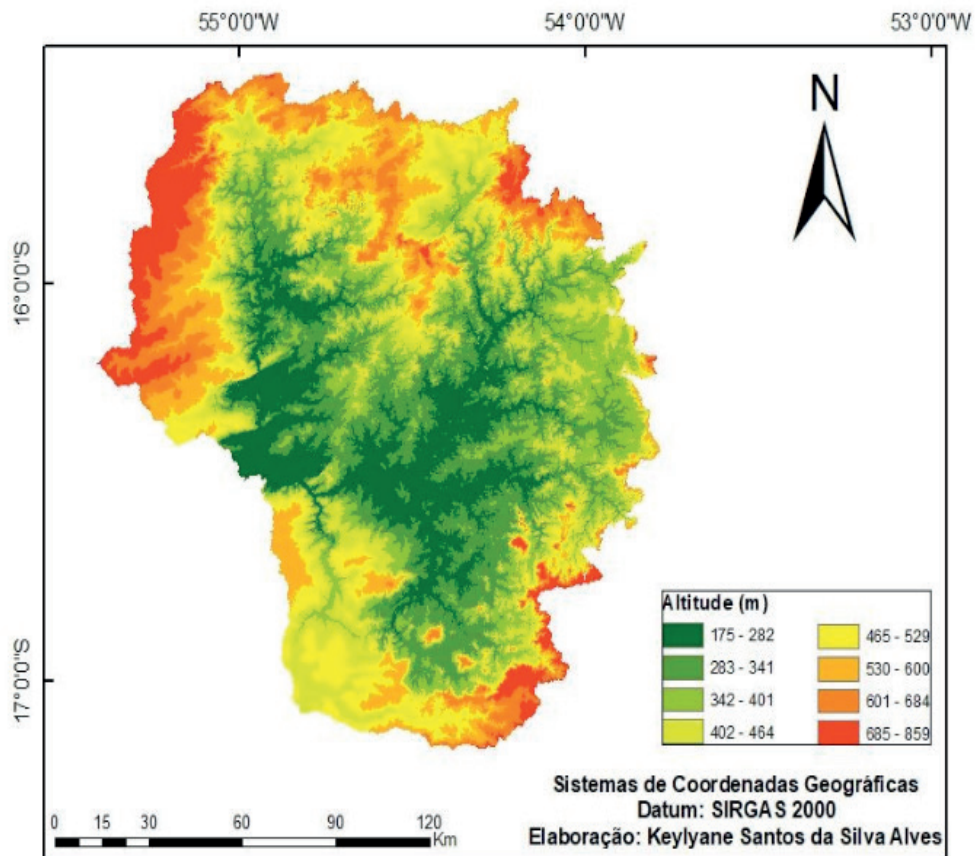 55°0'0"W 54°0'0"W 53°0'0"W
N
16°0'0"S
17°0'0"S
Altitude (m)
175 - 282 465 - 529
283 - 341 530 - 600
342 - 401 601 - 684
402 - 464 685 - 859
Sistemas de Coordenadas Geográficas
Datum: SIRGAS 2000
0 15 30 60 90 120
Km
Elaboração: Keylyane Santos da Silva Alves